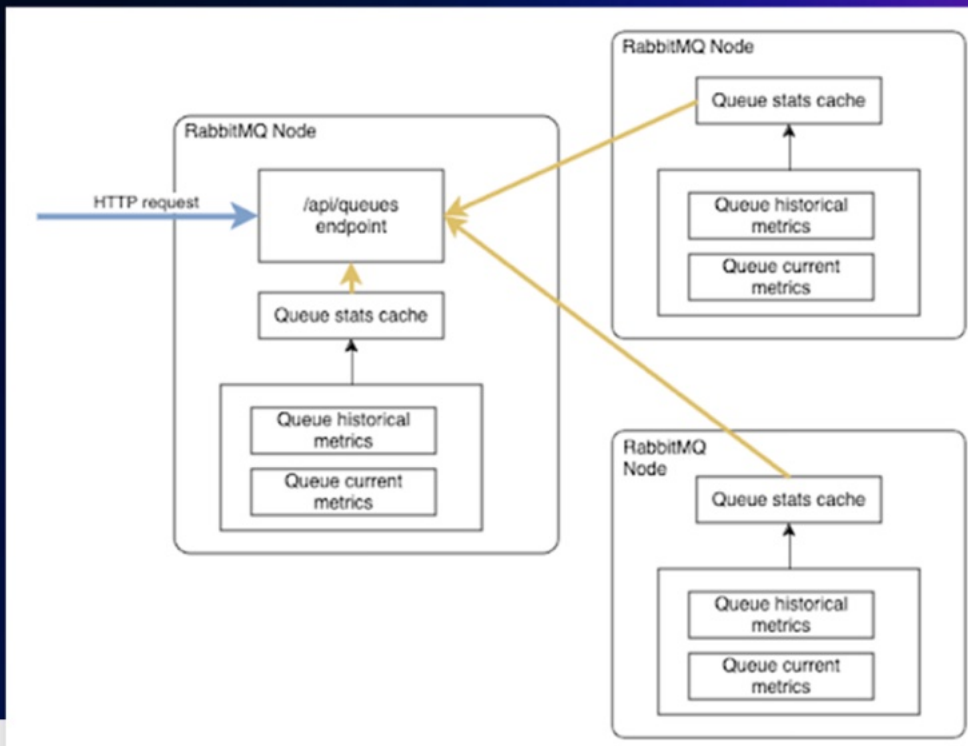 RabbitMQ Node
HTTP request
/api/queues
endpoint
Queue stats cache
Queue historical
metrics
Queue current
metrics
RabbitMQ Node
Queue stats cache
Queue historical
metrics
Queue current
metrics
RabbitMQ
Node
Queue stats cache
Queue historical
metrics
Queue current
metrics